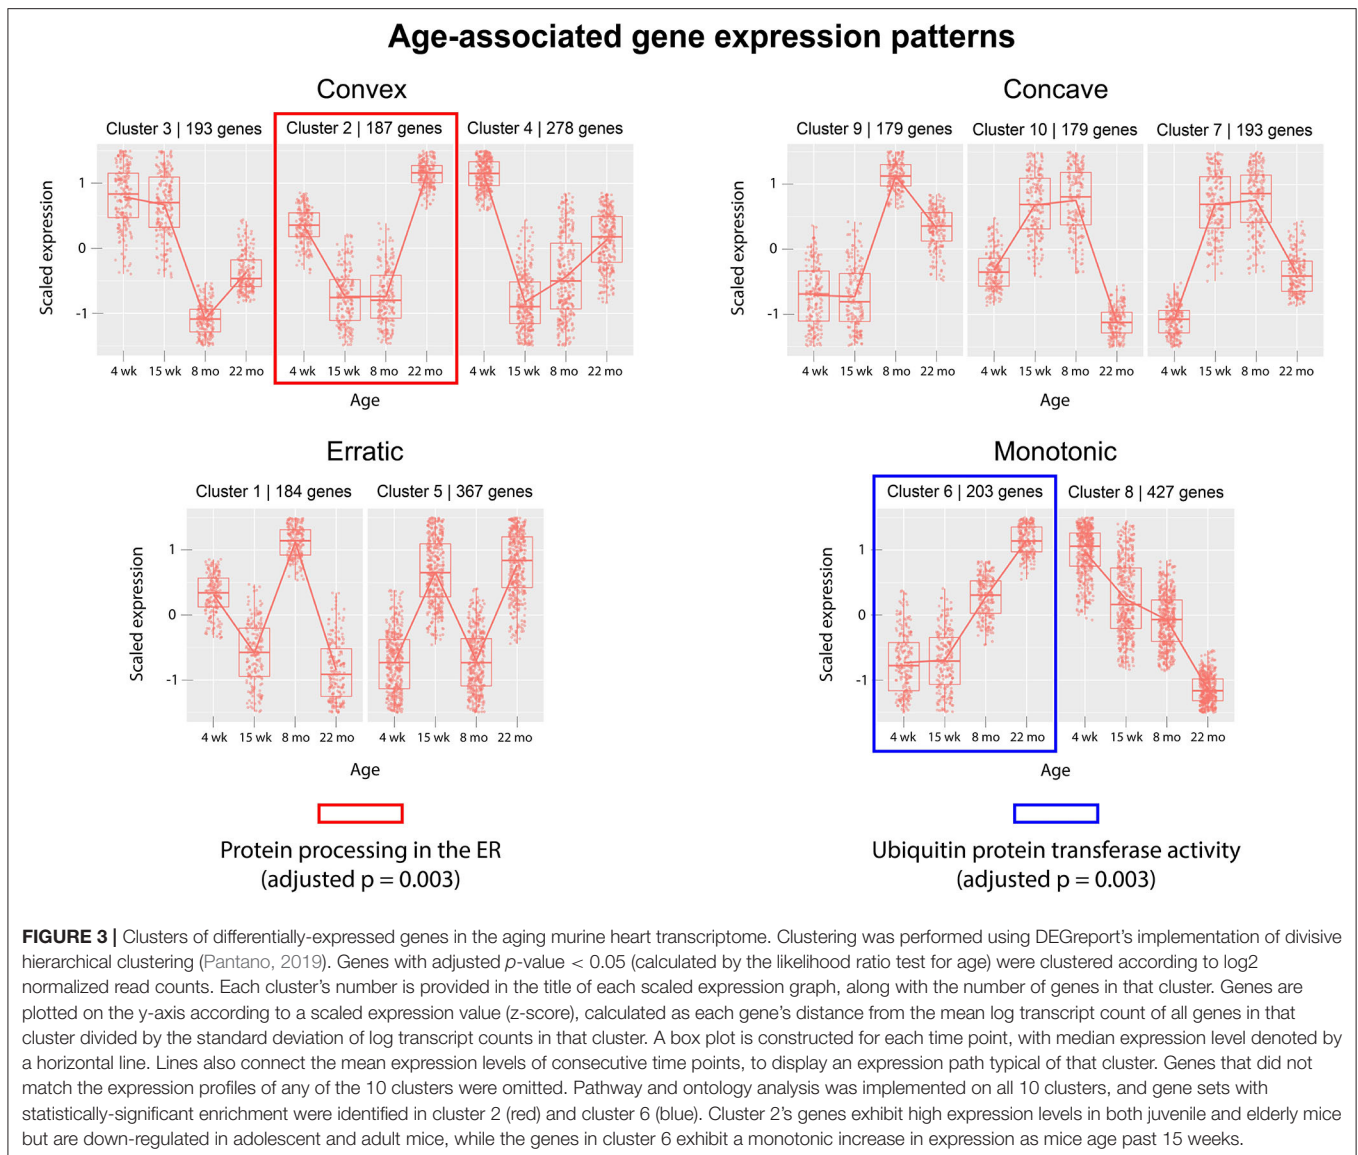 Age-associated gene expression patterns
Convex
Cluster 3 | 193 genes
Cluster 2 | 187 genes
Cluster 4 | 278 genes
Scaled expression
1
0
-1
4 wk 15 wk 8 mo 22 mo
4 wk 15 wk 8 mo 22 mo
4 wk 15 wk 8 mo 22 mo
Age
Concave
Cluster 9 | 179 genes
Cluster 10 | 179 genes
Cluster 7 | 193 genes
Scaled expression
1
0
-1
4 wk 15 wk 8 mo 22 mo
4 wk 15 wk 8 mo 22 mo
4 wk 15 wk 8 mo 22 mo
Age
Erratic
Cluster 1 | 184 genes
Cluster 5 | 367 genes
Scaled expression
1
0
-1
4 wk 15 wk 8 mo 22 mo
4 wk 15 wk 8 mo 22 mo
Age
Monotonic
Cluster 6 | 203 genes
Cluster 8 | 427 genes
Scaled expression
1
0
-1
4 wk 15 wk 8 mo 22 mo
4 wk 15 wk 8 mo 22 mo
Age
Protein processing in the ER
(adjusted p = 0.003)
Ubiquitin protein transferase activity
(adjusted p = 0.003)
FIGURE 3 | Clusters of differentially-expressed genes in the aging murine heart transcriptome. Clustering was performed using DEGreport's implementation of divisive
hierarchical clustering (Pantano, 2019). Genes with adjusted p-value < 0.05 (calculated by the likelihood ratio test for age) were clustered according to log2
normalized read counts. Each cluster's number is provided in the title of each scaled expression graph, along with the number of genes in that cluster. Genes are
plotted on the y-axis according to a scaled expression value (z-score), calculated as each gene's distance from the mean log transcript count of all genes in that
cluster divided by the standard deviation of log transcript counts in that cluster. A box plot is constructed for each time point, with median expression level denoted by
a horizontal line. Lines also connect the mean expression levels of consecutive time points, to display an expression path typical of that cluster. Genes that did not
match the expression profiles of any of the 10 clusters were omitted. Pathway and ontology analysis was implemented on all 10 clusters, and gene sets with
statistically-significant enrichment were identified in cluster 2 (red) and cluster 6 (blue). Cluster 2's genes exhibit high expression levels in both juvenile and elderly mice
but are down-regulated in adolescent and adult mice, while the genes in cluster 6 exhibit a monotonic increase in expression as mice age past 15 weeks.